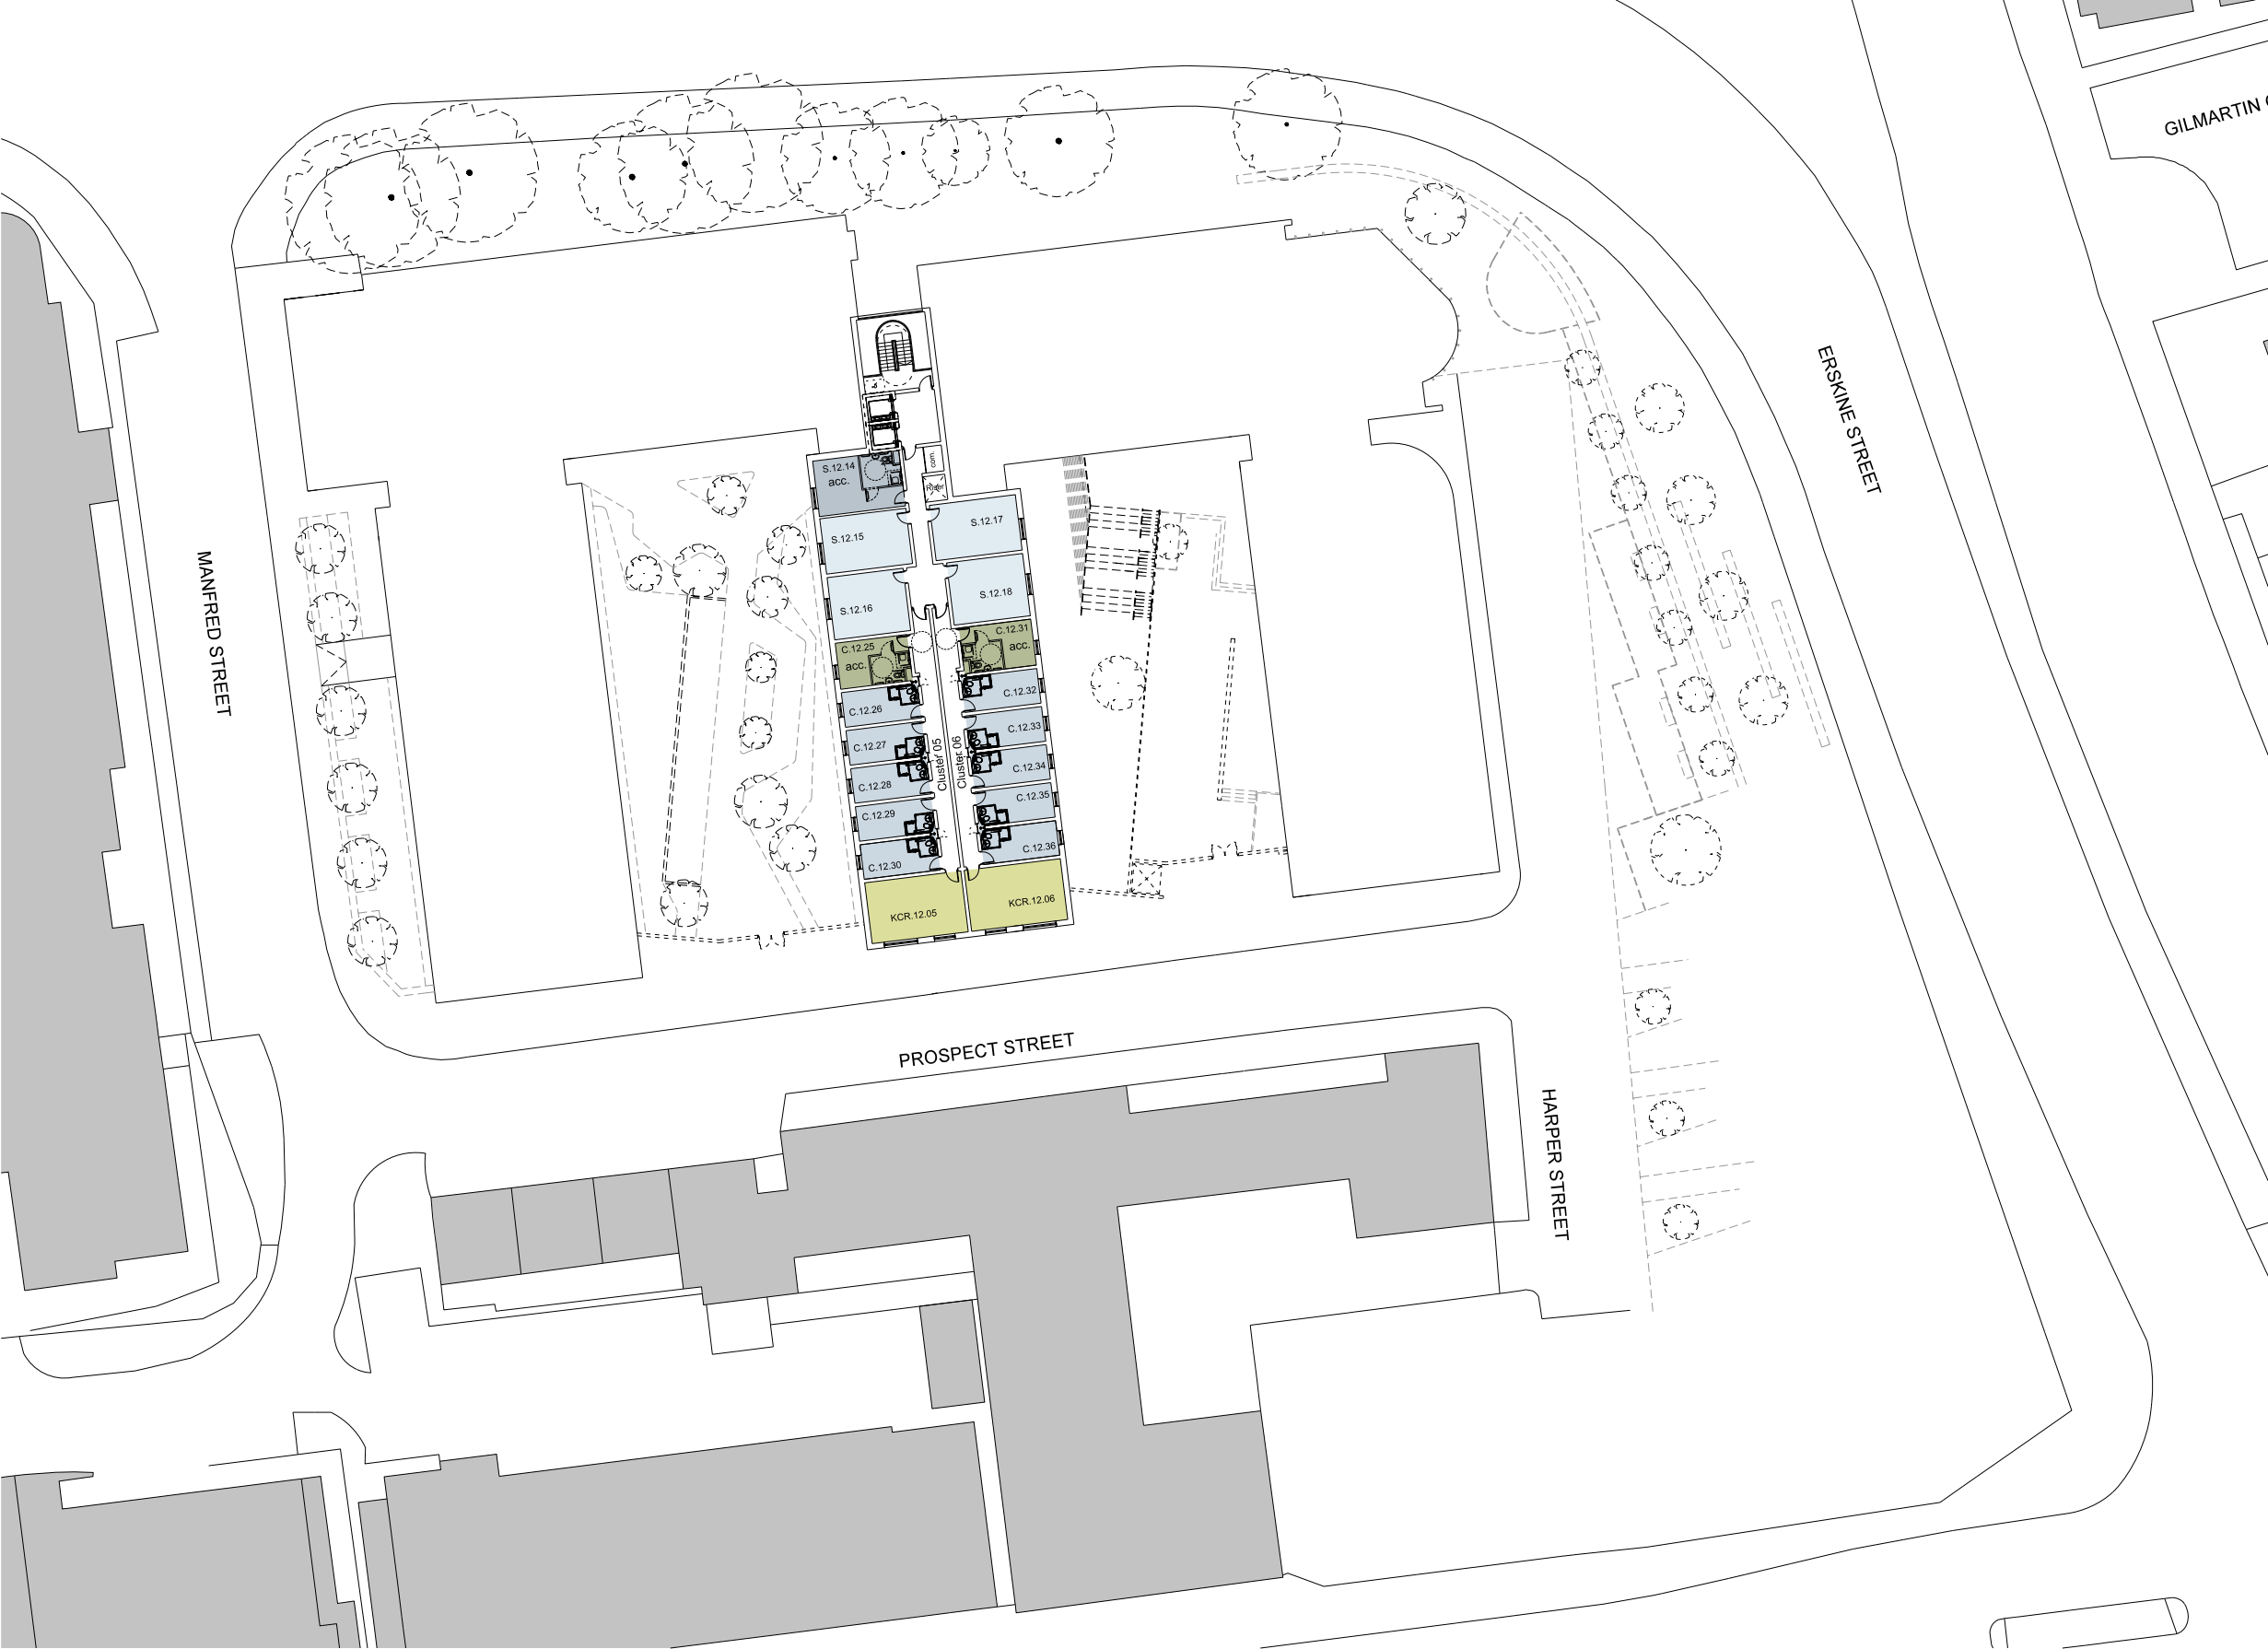 GILMARTIN
ERSKINE STREET
MANFRED STREET
S.12.14
acc.
com.
Riser
S.12.17
S.12.15
S.12.18
S.12.16
C.12.31
acc.
C.12.25
acc.
C.12.32
C.12.26
C.12.33
C.12.27
Cluster 05
Cluster 06
C.12.34
C.12.28
C.12.35
C.12.29
C.12.36
C.12.30
KCR.12.05
KCR.12.06
PROSPECT STREET
HARPER STREET